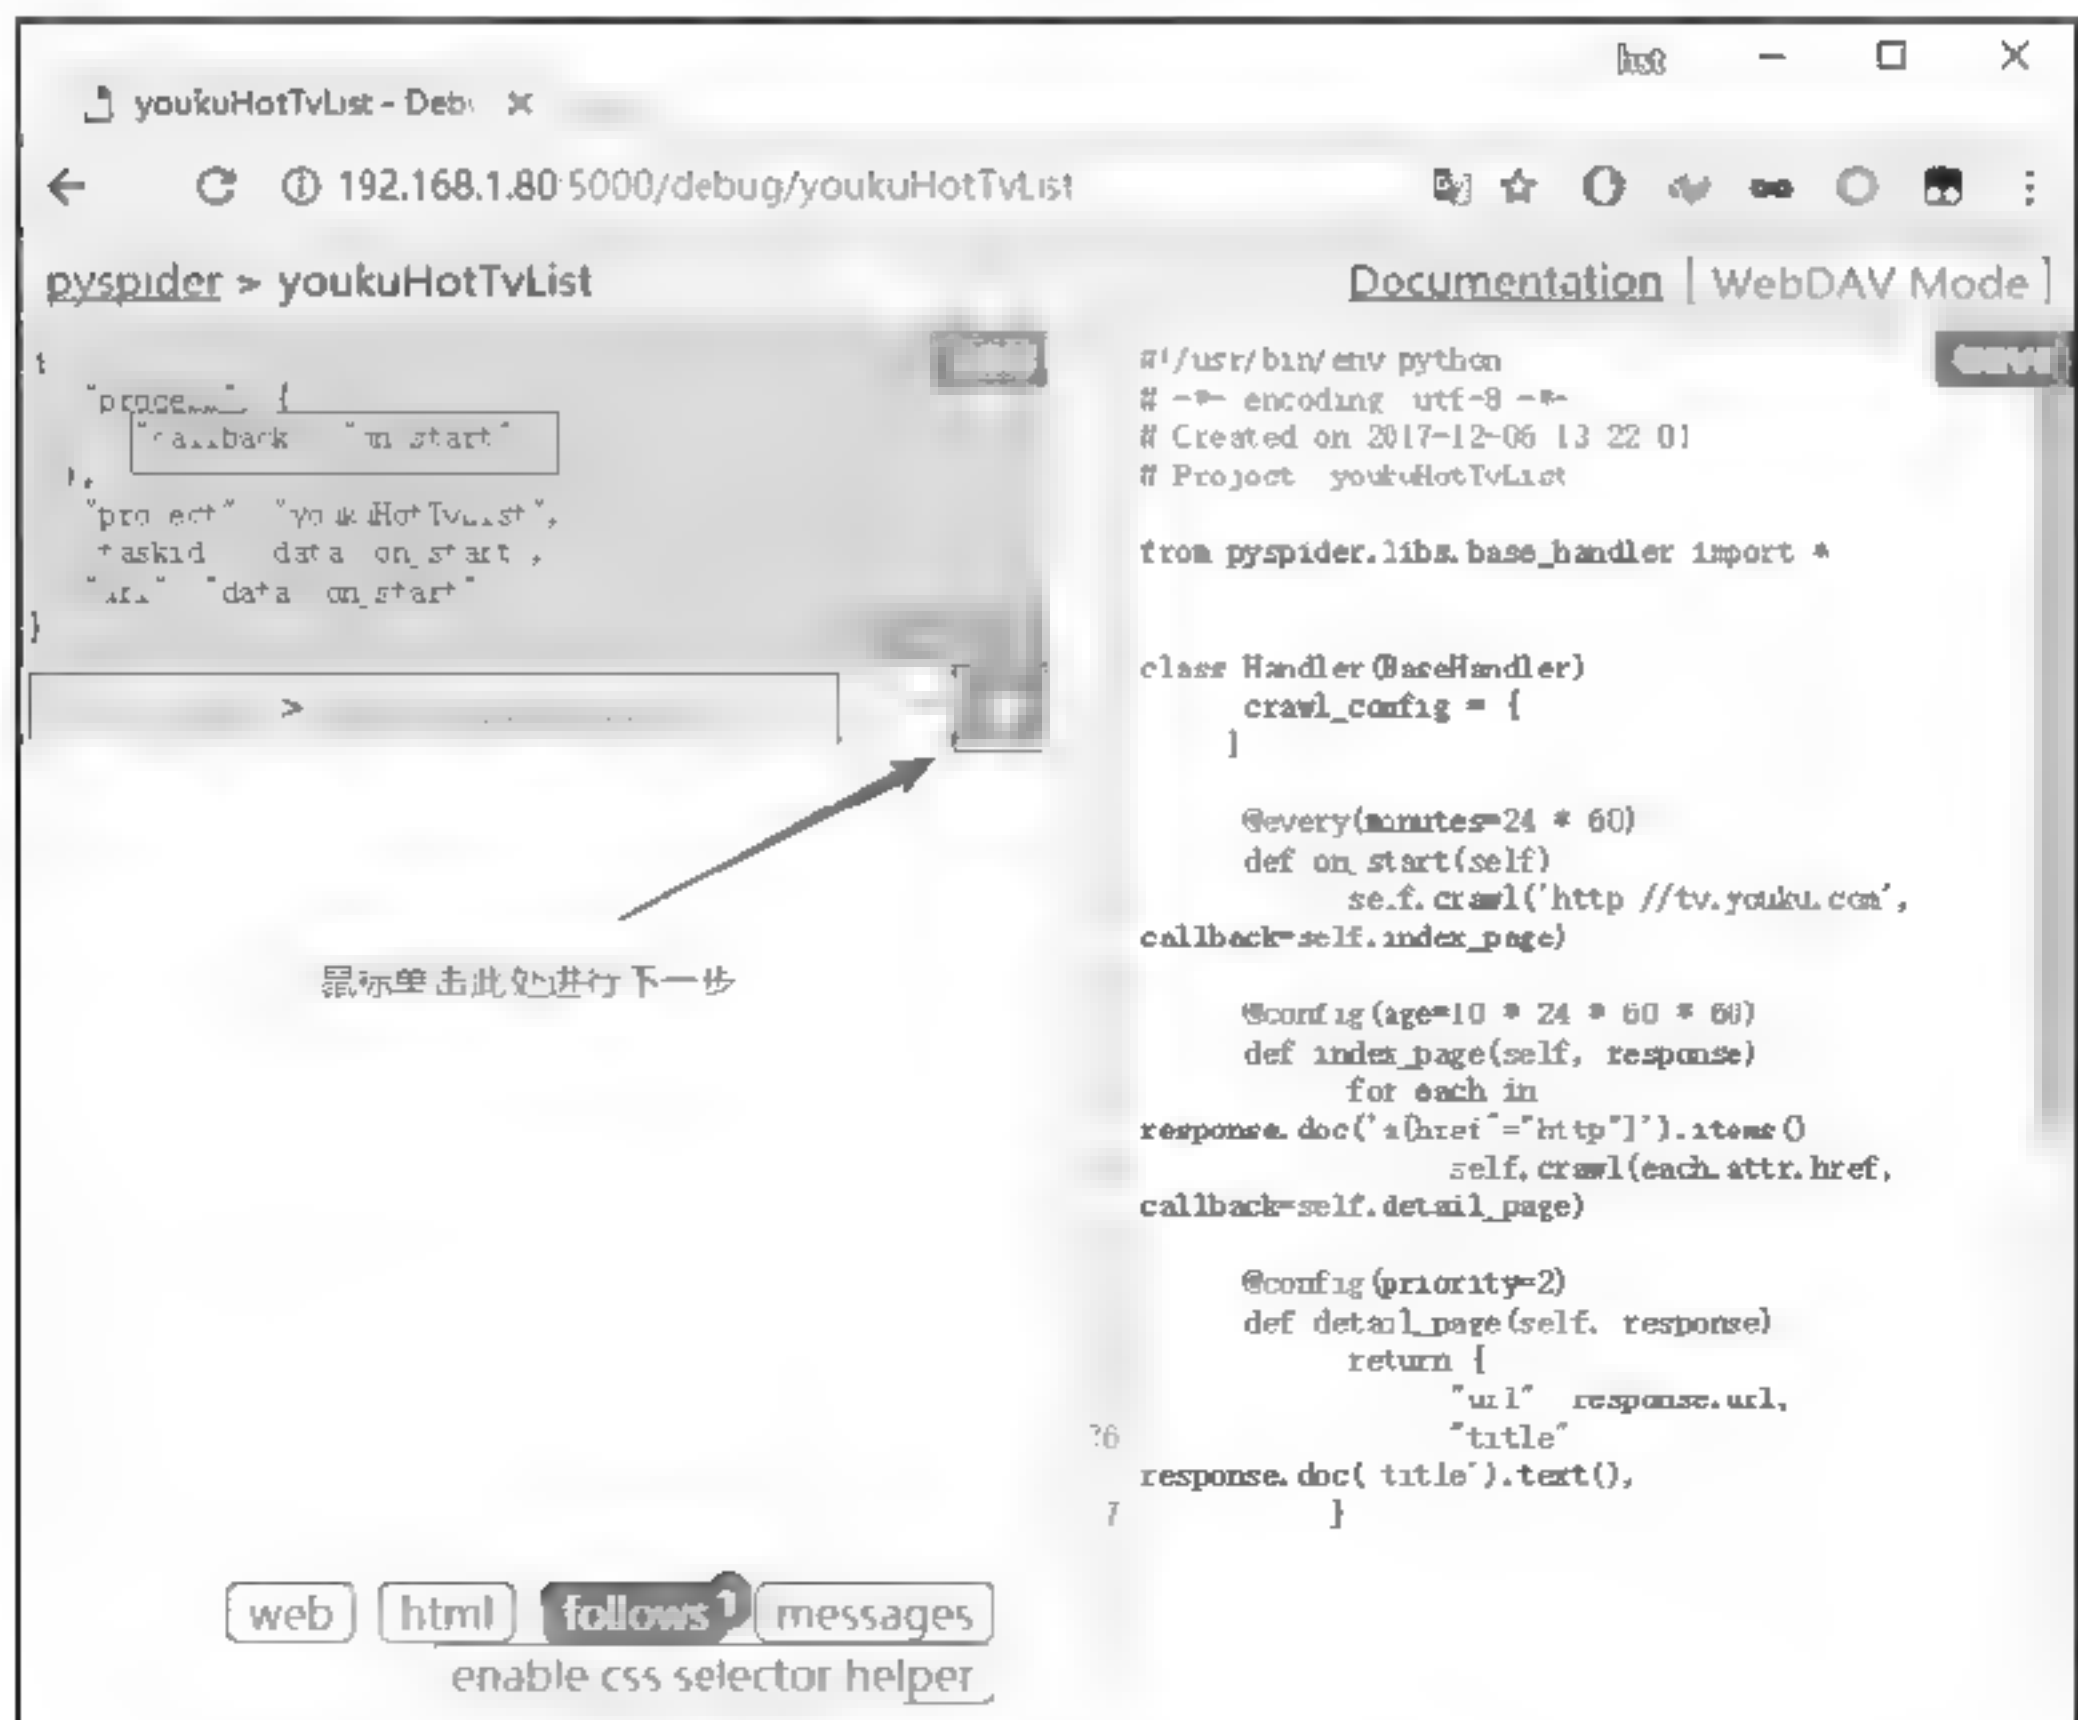 hst
youkuHotTvList - Deb
192.168.1.80:5000/debug/youkuHotTvList
pyspider > youkuHotTvList
Documentation [ WebDAV Mode ]
{
"process": {
"callback": "on_start"
},
"project": "youkuHotTvList",
"taskid": "data:,on_start",
"url": "data:,on_start"
}
>
鼠标单击此处进行下一步
web html follows 1 messages
enable css selector helper
#!/usr/bin/env python
# -*- encoding: utf-8 -*-
# Created on 2017-12-06 13:22:01
# Project: youkuHotTvList
from pyspider.libs.base_handler import *
class Handler(BaseHandler):
crawl_config = {
}
@every(minutes=24 * 60)
def on_start(self):
self.crawl('http://tv.youku.com',
callback=self.index_page)
@config(age=10 * 24 * 60 * 60)
def index_page(self, response):
for each in
response.doc('a[href^="http"]').items():
self.crawl(each.attr.href,
callback=self.detail_page)
@config(priority=2)
def detail_page(self, response):
return {
"url": response.url,
26 "title":
response.doc('title').text(),
7 }